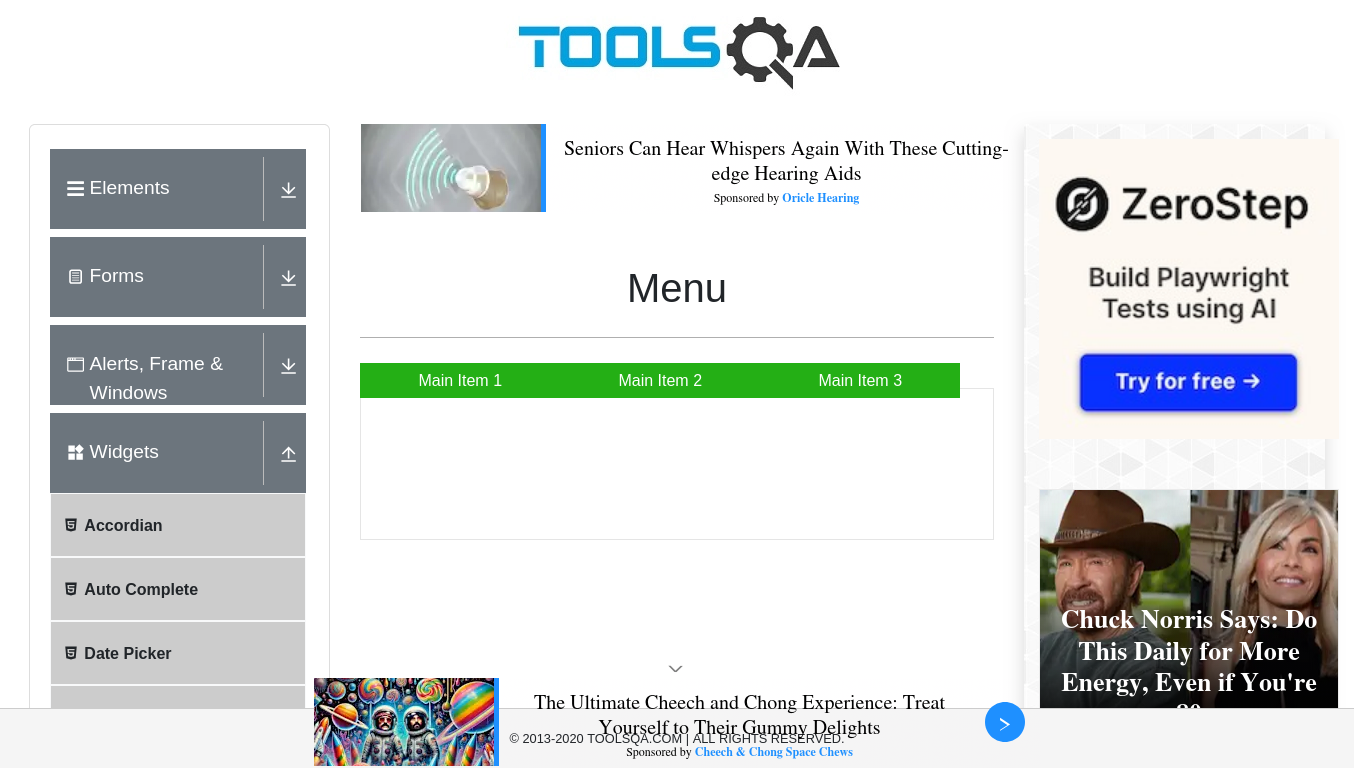 TOOLSQA
Elements
Forms
Alerts, Frame &
Windows
Widgets
Accordian
Auto Complete
Date Picker
Seniors Can Hear Whispers Again With These Cutting-
edge Hearing Aids
Sponsored by Oricle Hearing
Menu
Main Item 1
Main Item 2
Main Item 3
ZeroStep
Build Playwright
Tests using AI
Try for free →
Chuck Norris Says: Do
This Daily for More
Energy, Even if You're
The Ultimate Cheech and Chong Experience: Treat
Yourself to Their Gummy Delights
© 2013-2020 TOOLSQA.COM | ALL RIGHTS RESERVED.
Sponsored by Cheech & Chong Space Chews